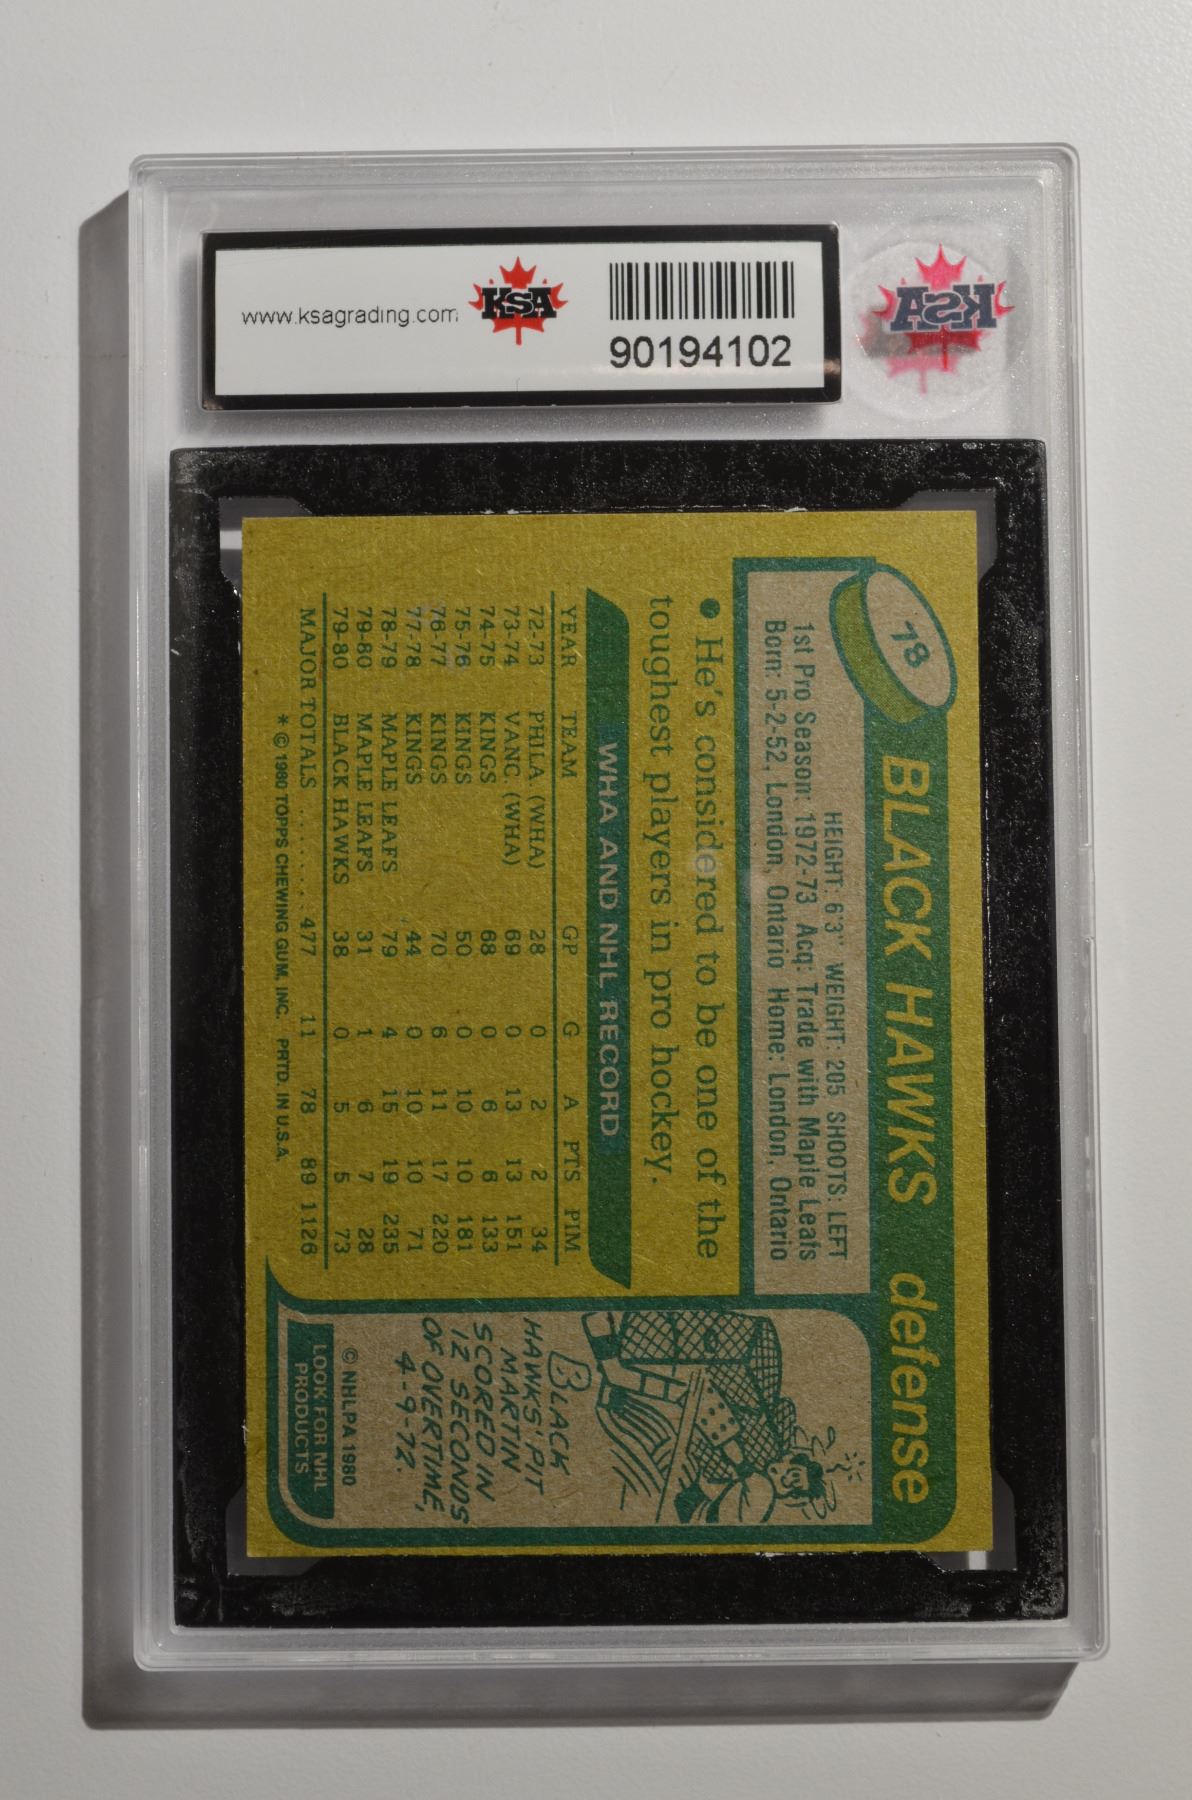 www.ksagrading.com
KSA
90194102
KSA
78
BLACK HAWKS defense
HEIGHT: 6'3" WEIGHT: 205 SHOOTS: LEFT
1st Pro Season: 1972-73 Acq: Trade with Maple Leafs
Born: 5-2-52, London, Ontario Home: London, Ontario
• He's considered to be one of the
toughest players in pro hockey.
WHA AND NHL RECORD
YEAR TEAM GP G A PTS PIM
72-73 PHILA. (WHA) 28 0 2 2 34
73-74 VANC. (WHA) 69 0 13 13 151
74-75 KINGS 68 0 6 6 133
75-76 KINGS 50 0 10 10 181
76-77 KINGS 70 6 11 17 220
77-78 KINGS 44 0 10 10 71
78-79 MAPLE LEAFS 79 4 15 19 235
79-80 MAPLE LEAFS 31 1 6 7 28
79-80 BLACK HAWKS 38 0 5 5 73
MAJOR TOTALS ....... 477 11 78 89 1126
* © 1980 TOPPS CHEWING GUM, INC. PRTD. IN U.S.A.
BLACK
HAWKS' PIT
MARTIN
SCORED IN
12 SECONDS
OF OVERTIME,
4-9-72.
© NHLPA 1980
LOOK FOR NHL
PRODUCTS